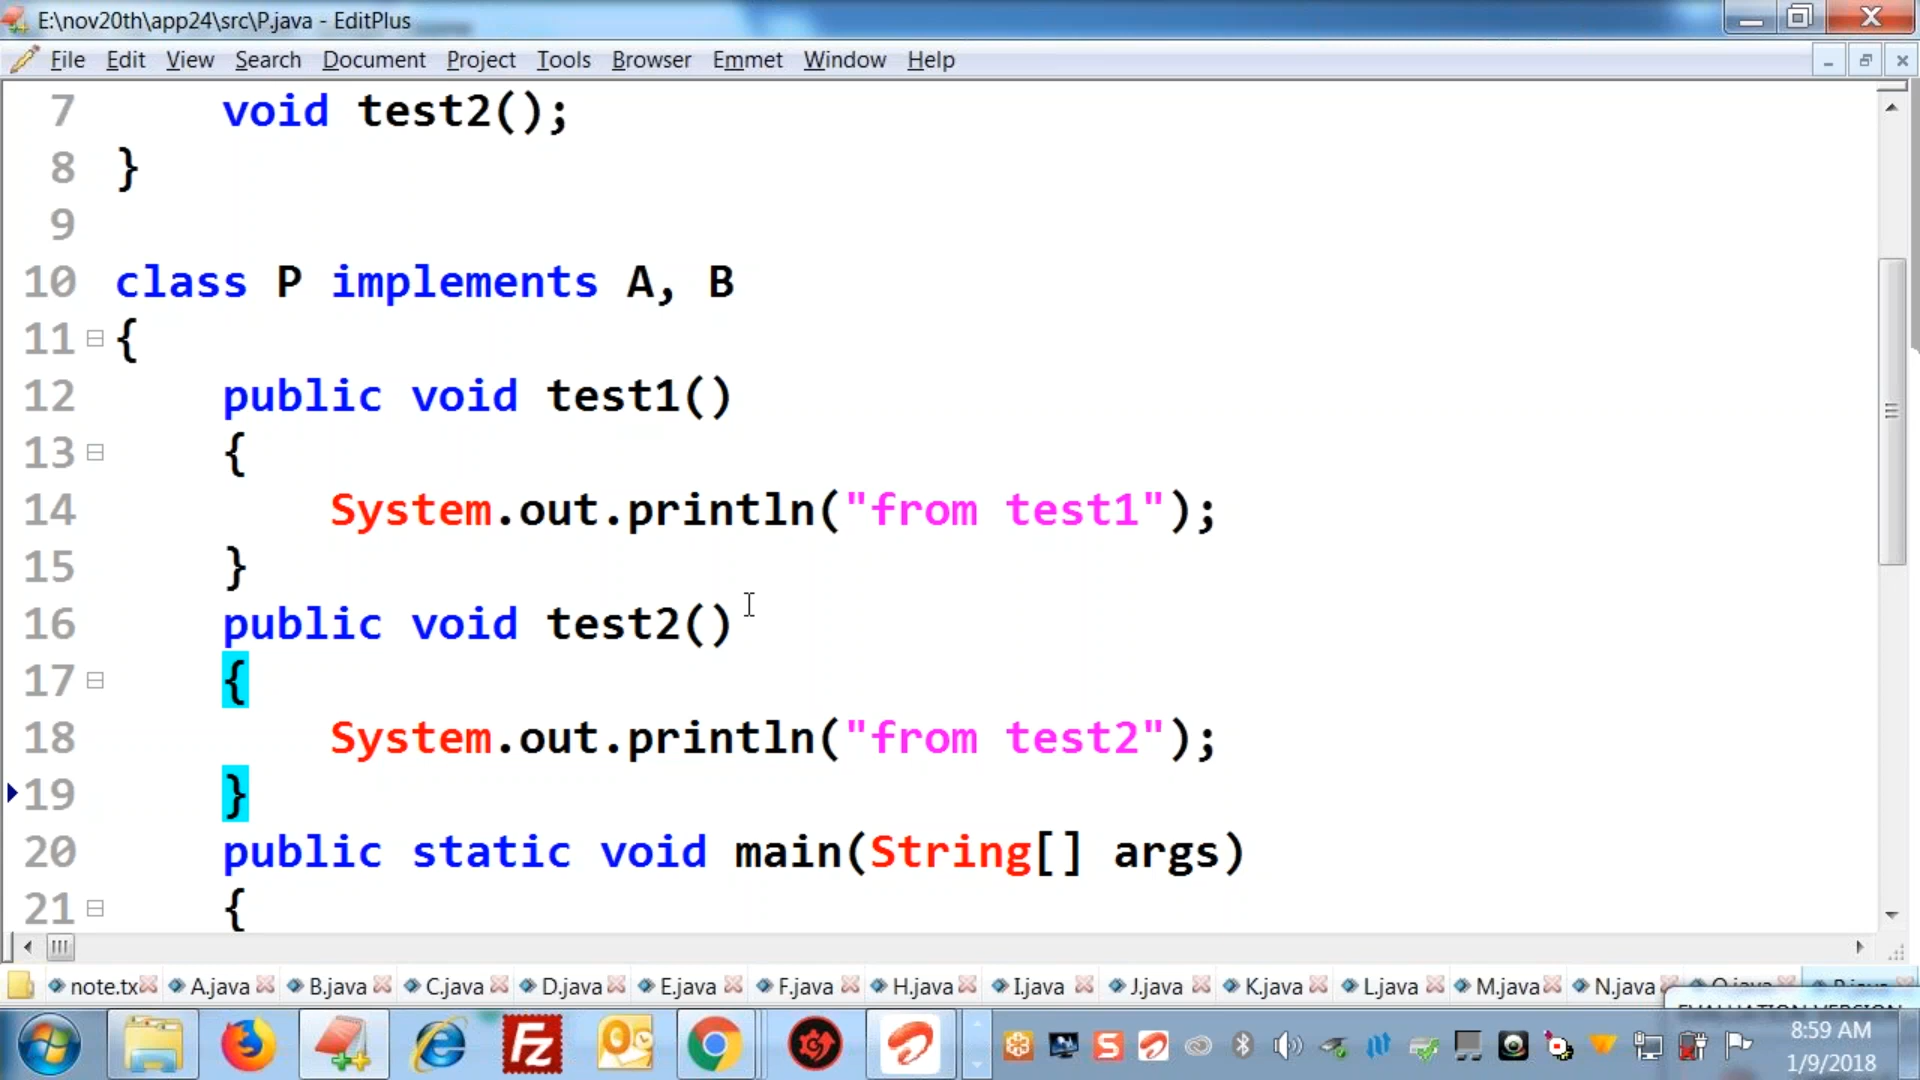 E:\nov20th\app24\src\P.java - EditPlus
File Edit View Search Document Project Tools Browser Emmet Window Help
7 void test2();
8 }
9
10 class P implements A, B
11 {
12 public void test1()
13 {
14 System.out.println("from test1");
15 }
16 public void test2()
17 {
18 System.out.println("from test2");
19 }
20 public static void main(String[] args)
21 {
note.tx A.java B.java C.java D.java E.java F.java H.java I.java J.java K.java L.java M.java N.java
EVALUATION VERSION
8:59 AM
1/9/2018